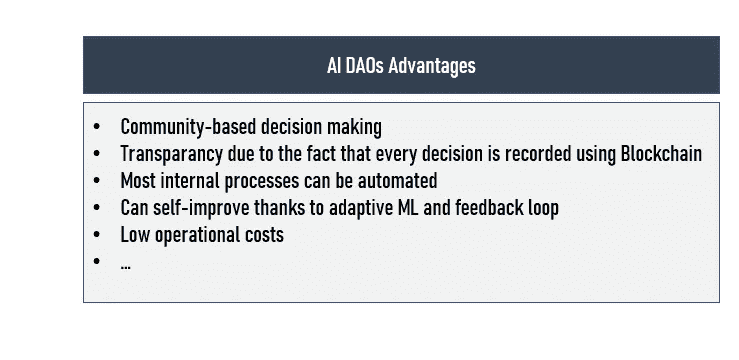 AI DAOs Advantages
• Community-based decision making
• Transparancy due to the fact that every decision is recorded using Blockchain
• Most internal processes can be automated
• Can self-improve thanks to adaptive ML and feedback loop
• Low operational costs
• ...